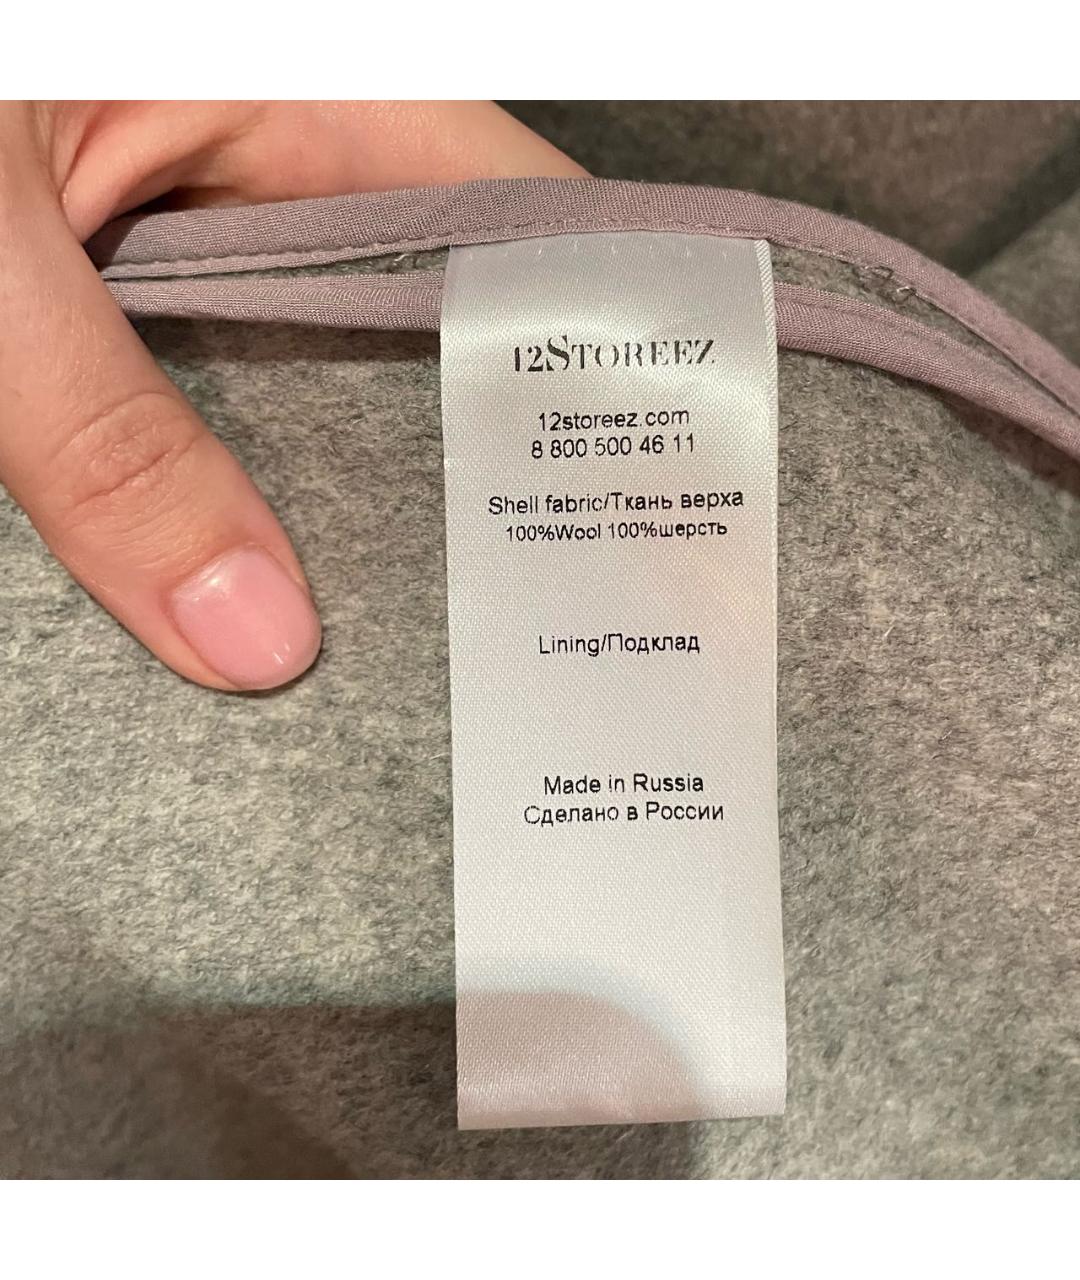 12STOREEZ
12storeez.com
8 800 500 46 11
Shell fabric/Ткань верха
100%Wool 100%шерсть
Lining/Подклад
Made in Russia
Сделано в России